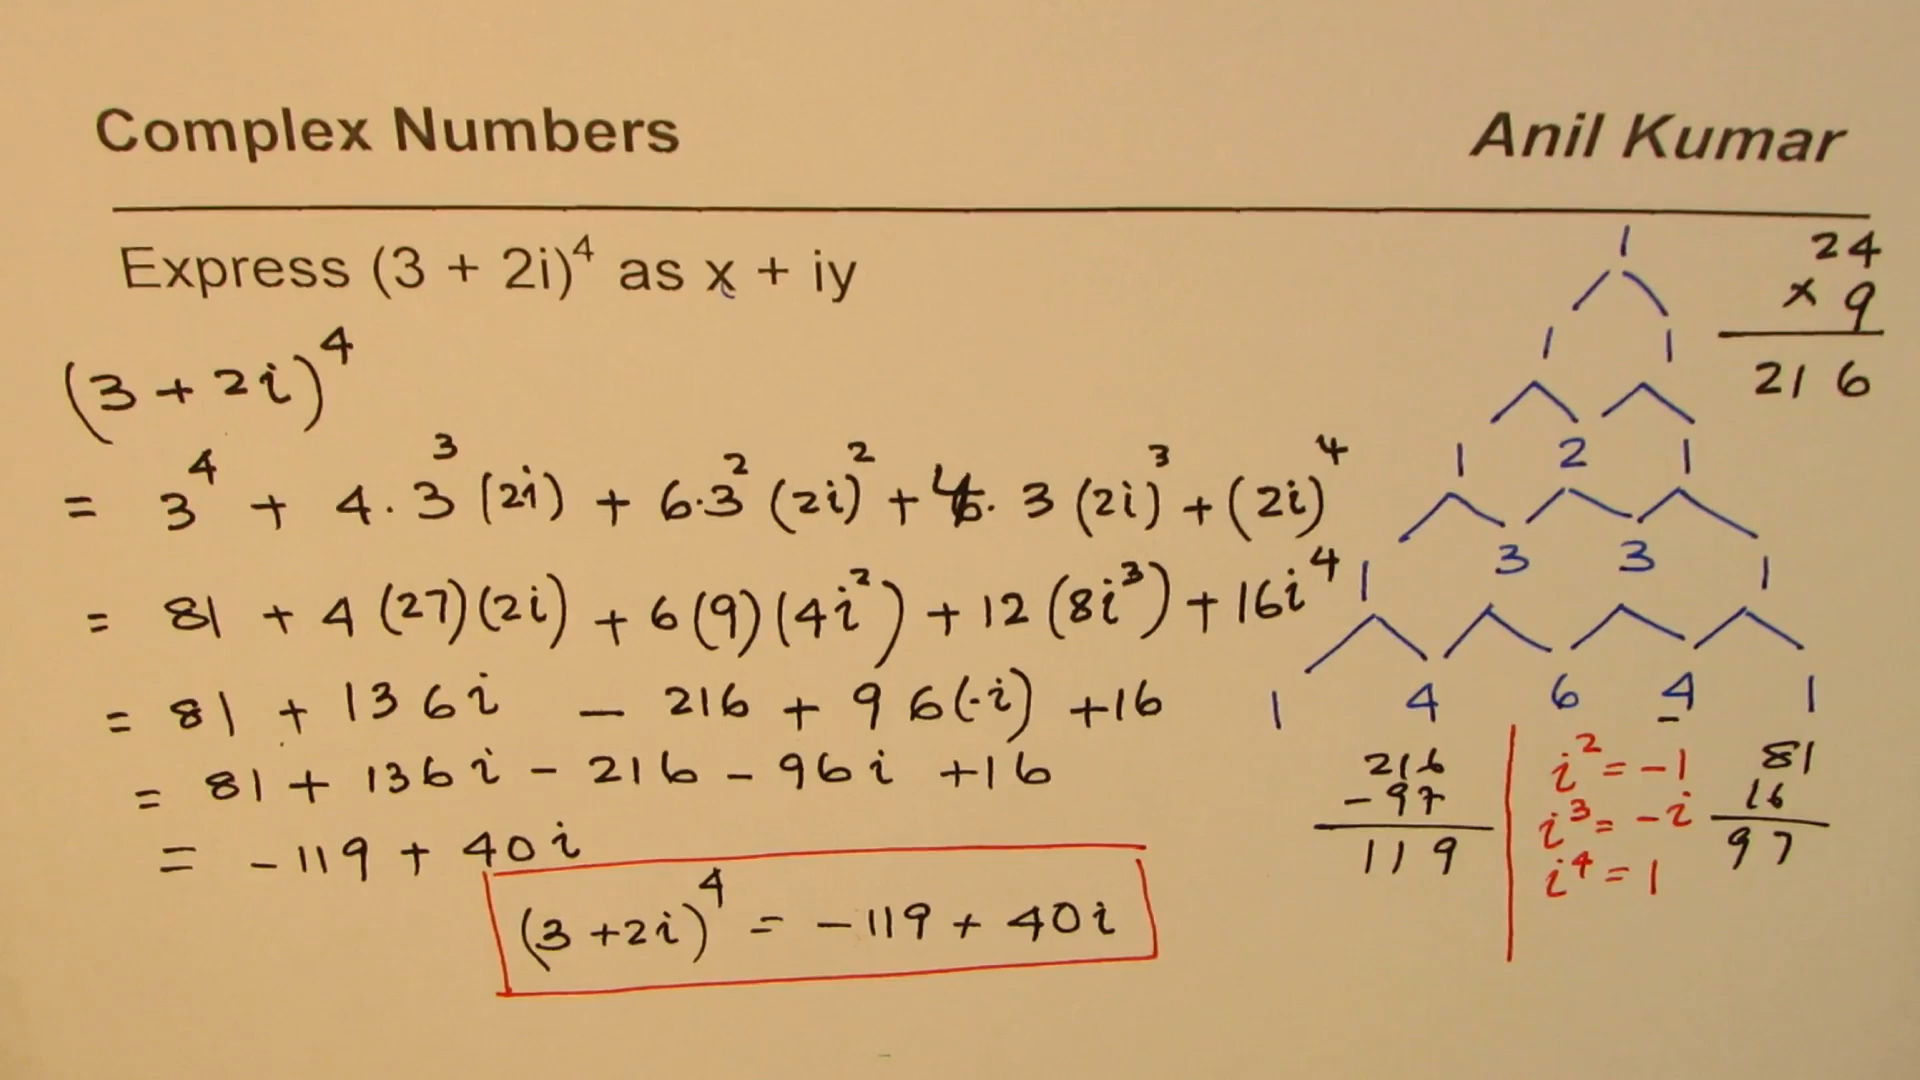 Complex Numbers
Anil Kumar
Express (3 + 2i)⁴ as x + iy
(3 + 2i)⁴
= 3⁴ + 4·3³(2i) + 6·3²(2i)² + 4·3(2i)³ + (2i)⁴
= 81 + 4(27)(2i) + 6(9)(4i²) + 12(8i³) + 16i⁴
= 81 + 136i − 216 + 96(-i) +16
= 81 + 136i − 216 − 96i +16
= -119 + 40i
(3+2i)⁴ = −119 + 40i
1
1 1
1 2 1
1 3 3 1
1 4 6 4 1
24
× 9
216
216
−97
119
i² = −1
i³ = −i
i⁴ = 1
81
16
97